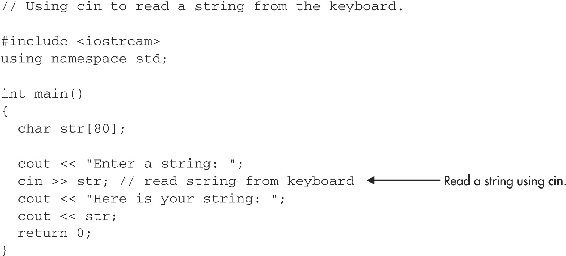 // Using cin to read a string from the keyboard.
#include <iostream>
using namespace std;
int main()
{
char str[80];
cout << "Enter a string: ";
cin >> str; // read string from keyboard Read a string using cin.
cout << "Here is your string: ";
cout << str;
return 0;
}